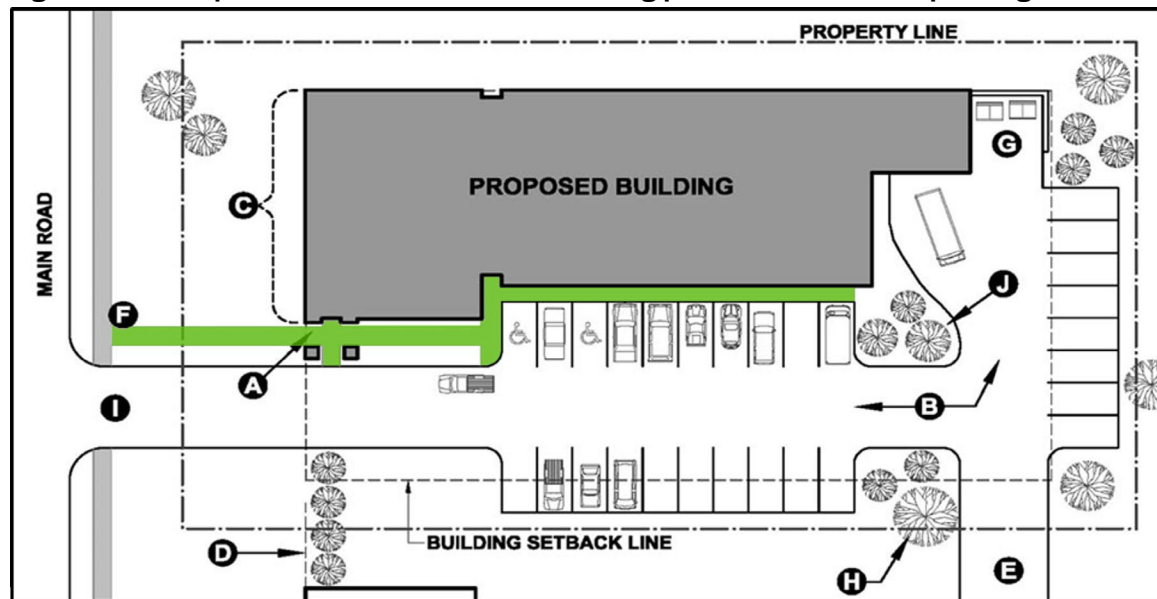 PROPERTY LINE
G
PROPOSED BUILDING
C
MAIN ROAD
J
F
A
B
I
BUILDING SETBACK LINE
D
H
E